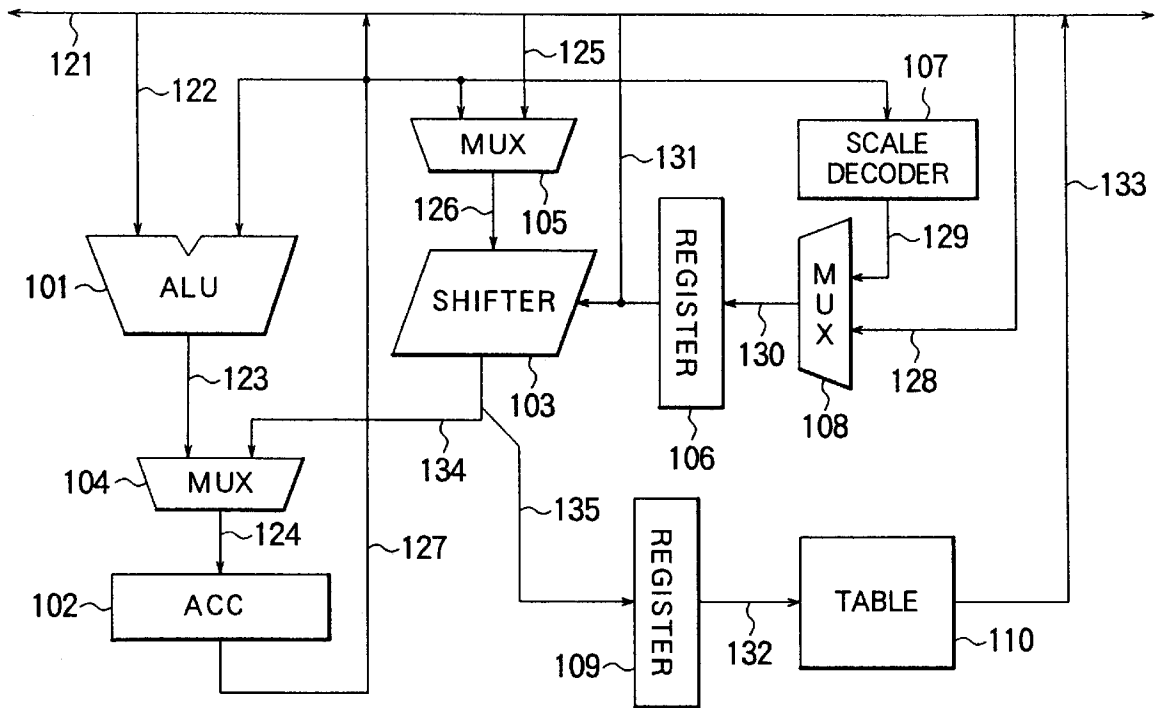 121
122
125
107
MUX
SCALE
DECODER
131
133
126
105
129
101
ALU
SHIFTER
REGISTER
MUX
130
128
123
103
108
106
134
104
MUX
135
124
127
REGISTER
102
ACC
TABLE
132
110
109